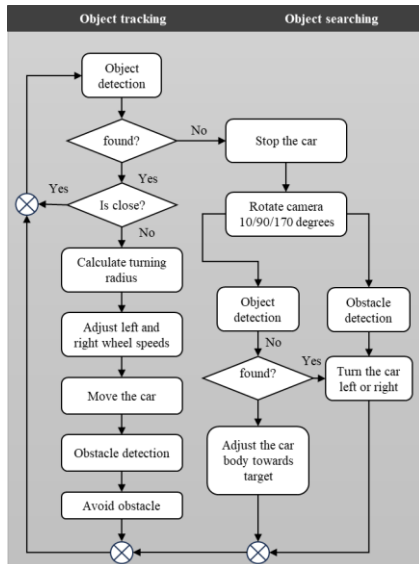 Object tracking
Object searching
Object
detection
found?
No
Stop the car
Yes
Yes
Is close?
Rotate camera
10/90/170 degrees
No
Calculate turning
radius
Object
detection
Obstacle
detection
Adjust left and
right wheel speeds
No
found?
Yes
Turn the car
left or right
Move the car
Adjust the car
body towards
target
Obstacle detection
Avoid obstacle